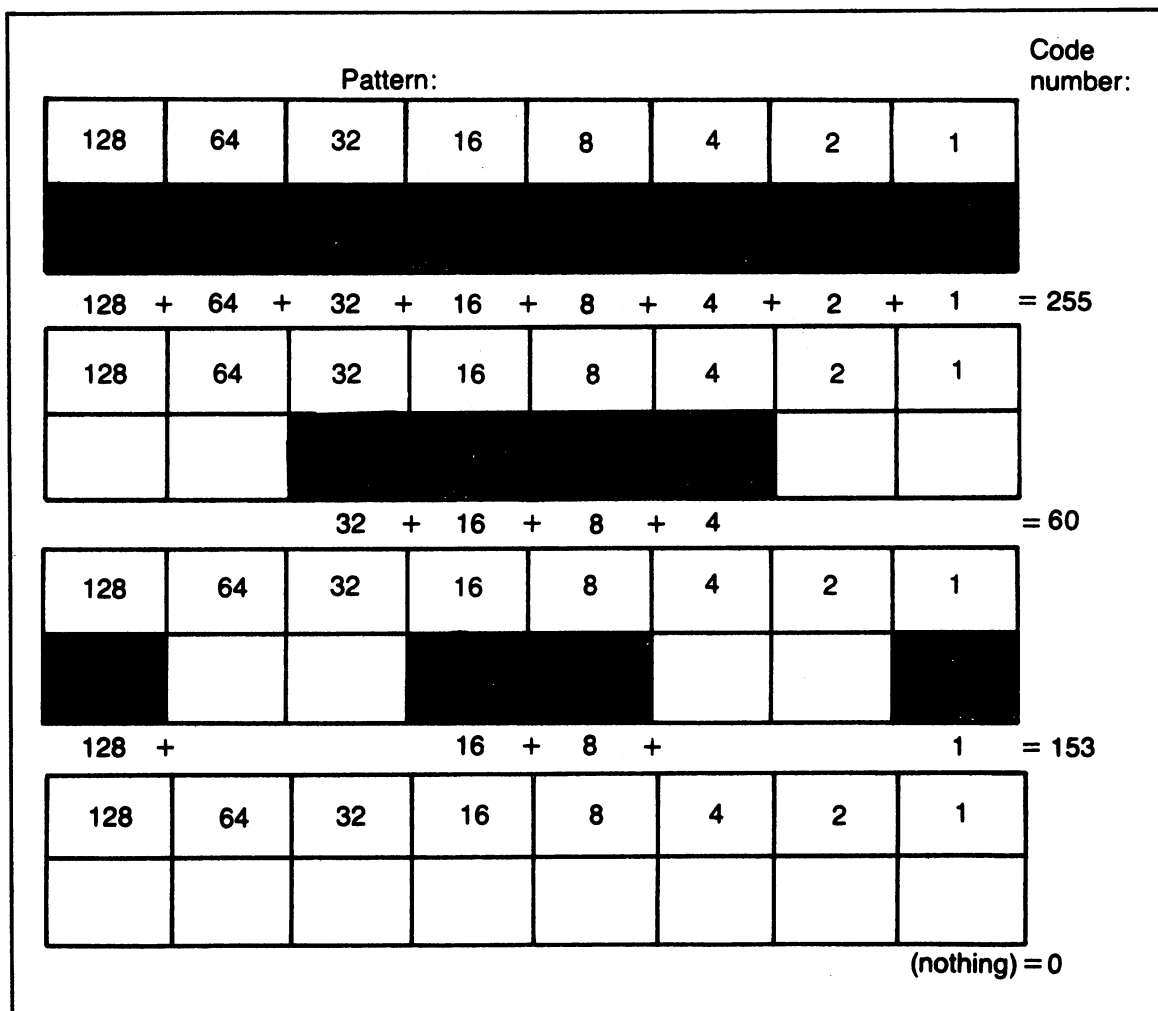 Code
Pattern: number:
128 64 32 16 8 4 2 1
128 + 64 + 32 + 16 + 8 + 4 + 2 + 1 = 255
128 64 32 16 8 4 2 1
32 + 16 + 8 + 4 = 60
128 64 32 16 8 4 2 1
128 + 16 + 8 + 1 = 153
128 64 32 16 8 4 2 1
(nothing) = 0